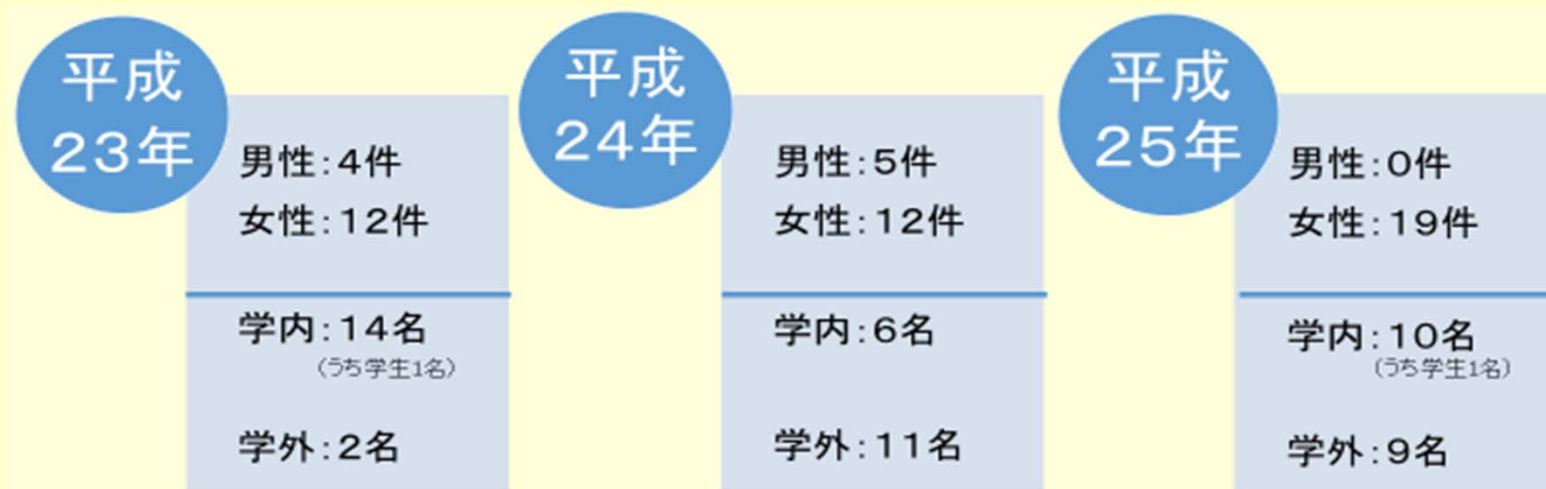 平成
23年
男性:4件
女性:12件
学内:14名
(うち学生1名)
学外:2名
平成
24年
男性:5件
女性:12件
学内:6名
学外:11名
平成
25年
男性:0件
女性:19件
学内:10名
(うち学生1名)
学外:9名